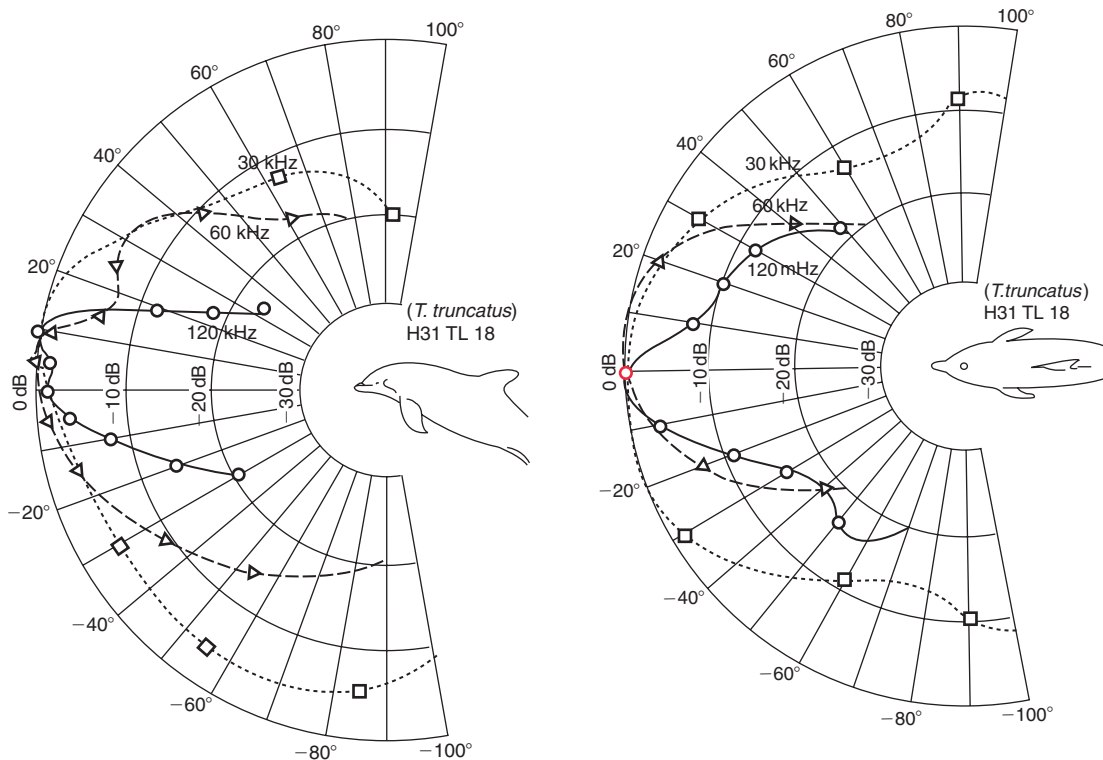 100°
80°
60°
40°
20°
0 dB
−20°
−40°
−60°
−80°
−100°
30 kHz
60 kHz
120 kHz
−10 dB
−20 dB
−30 dB
(T. truncatus)
H31 TL 18
100°
80°
60°
40°
20°
0 dB
−20°
−40°
−60°
−80°
−100°
30 kHz
60 kHz
120 mHz
−10 dB
−20 dB
−30 dB
(T.truncatus)
H31 TL 18